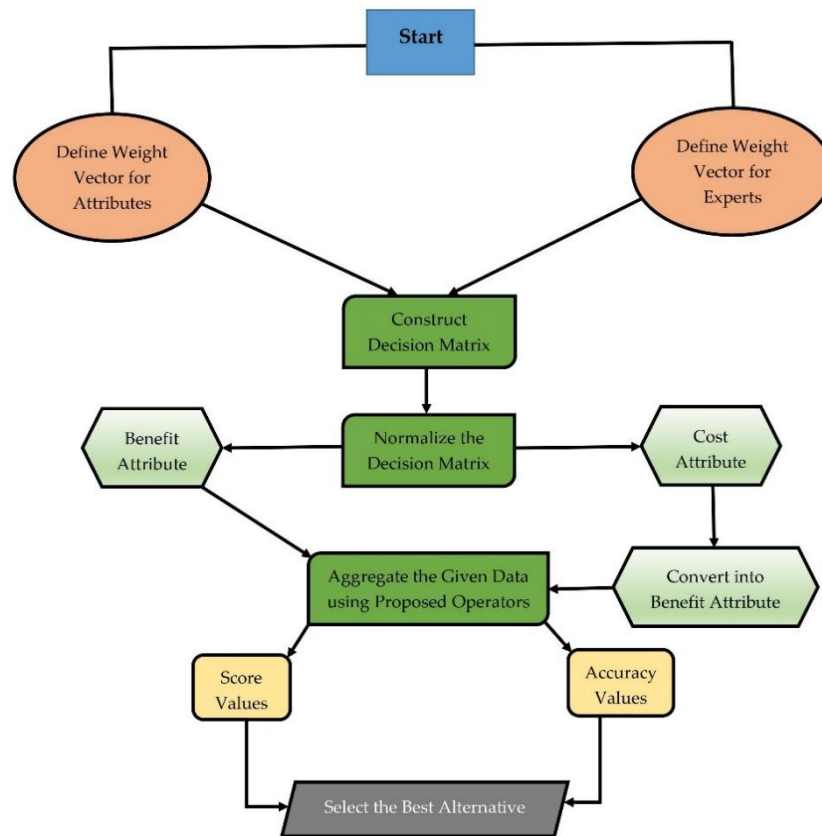 Start
Define Weight
Vector for
Attributes
Define Weight
Vector for
Experts
Construct
Decision Matrix
Benefit
Attribute
Normalize the
Decision Matrix
Cost
Attribute
Aggregate the Given Data
using Proposed Operators
Convert into
Benefit Attribute
Score
Values
Accuracy
Values
Select the Best Alternative